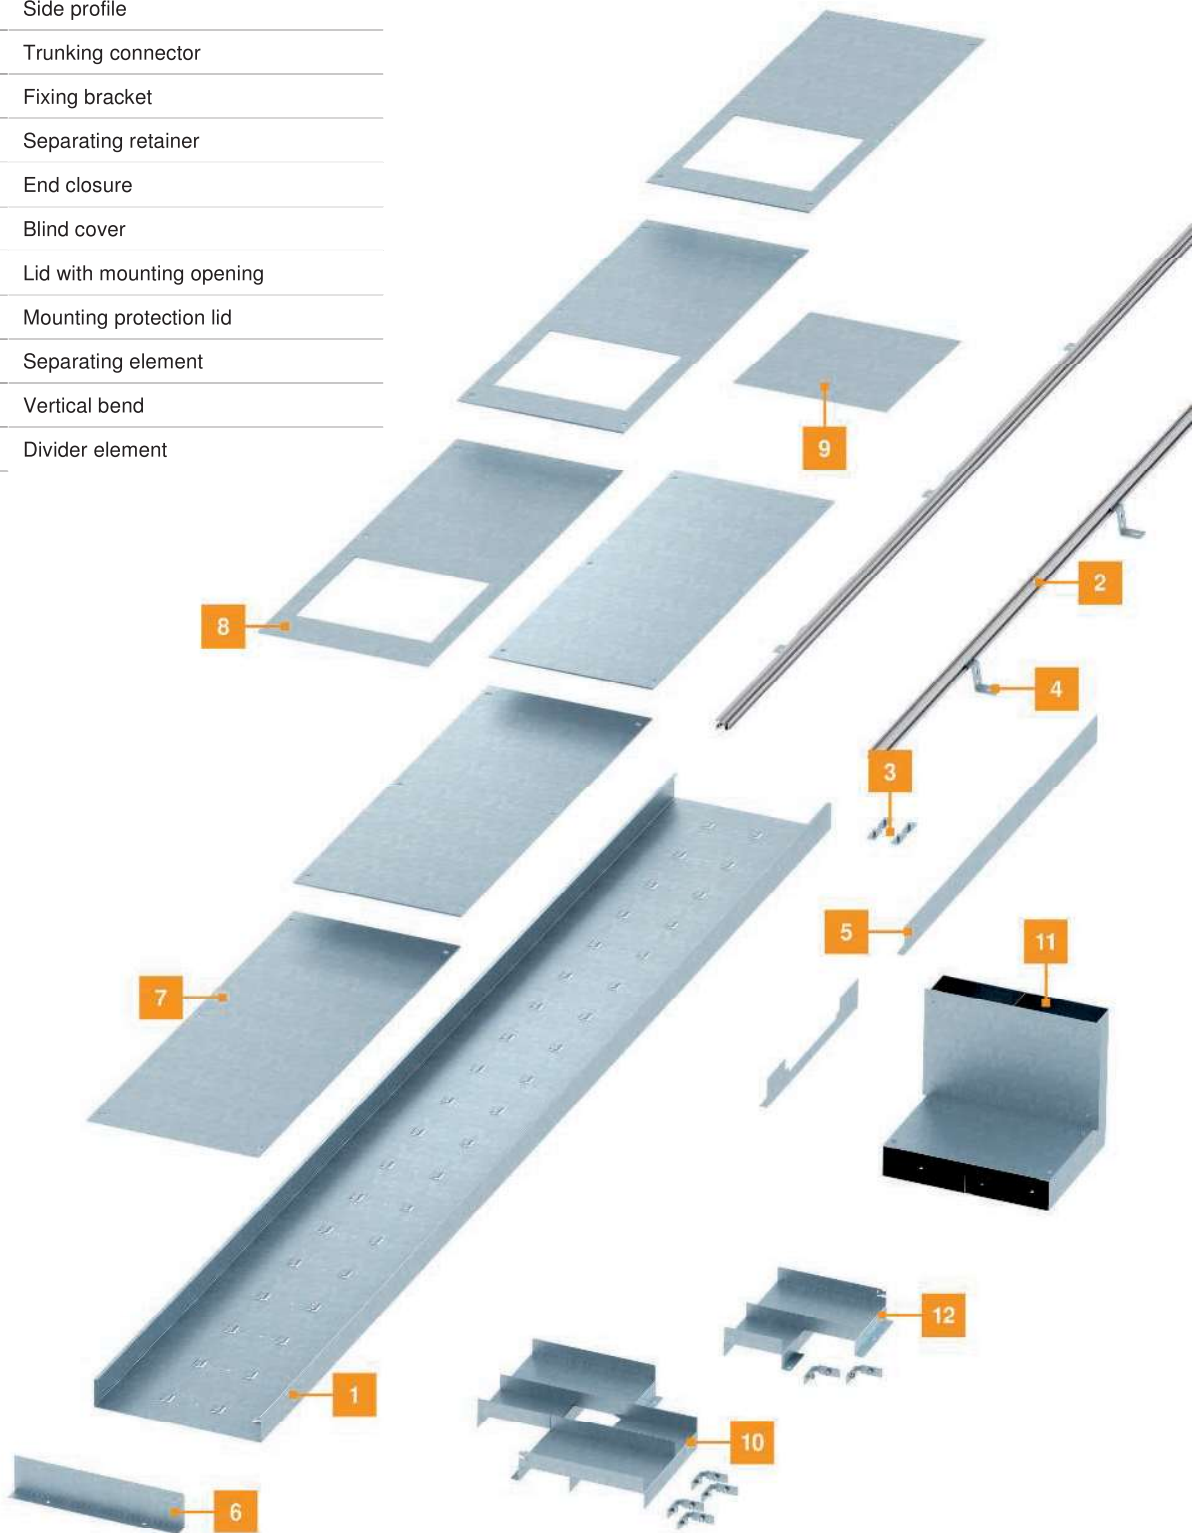 Side profile
Trunking connector
Fixing bracket
Separating retainer
End closure
Blind cover
Lid with mounting opening
Mounting protection lid
Separating element
Vertical bend
Divider element
9
2
8
4
3
5
11
7
12
1
10
6